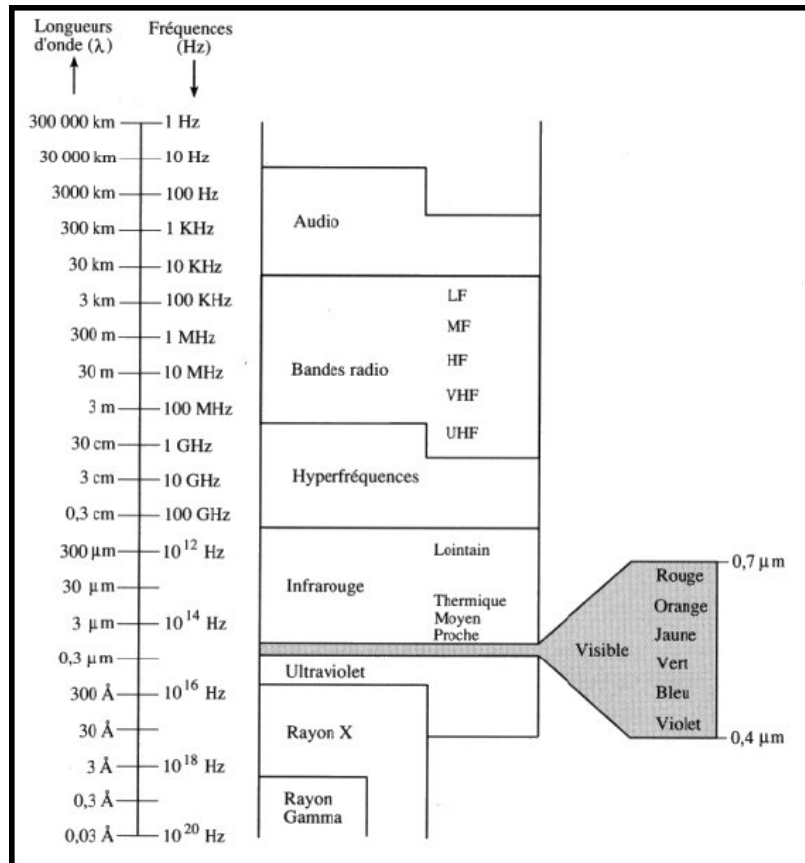 Longueurs
d'onde (λ)
Fréquences
(Hz)
300 000 km
1 Hz
30 000 km
10 Hz
3000 km
100 Hz
300 km
1 KHz
30 km
10 KHz
3 km
100 KHz
300 m
1 MHz
30 m
10 MHz
3 m
100 MHz
30 cm
1 GHz
3 cm
10 GHz
0,3 cm
100 GHz
300 µm
10¹² Hz
30 µm
3 µm
10¹⁴ Hz
0,3 µm
300 Å
10¹⁶ Hz
30 Å
3 Å
10¹⁸ Hz
0,3 Å
0,03 Å
10²⁰ Hz
Audio
Bandes radio
LF
MF
HF
VHF
UHF
Hyperfréquences
Infrarouge
Lointain
Thermique
Moyen
Proche
Ultraviolet
Rayon X
Rayon
Gamma
Visible
0,7 µm
Rouge
Orange
Jaune
Vert
Bleu
Violet
0,4 µm